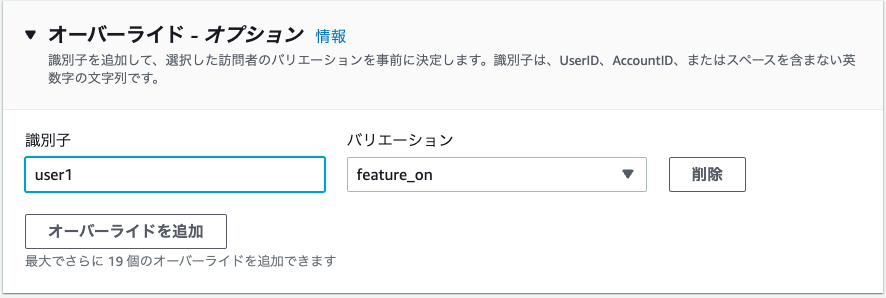 ▼ オーバーライド - オプション 情報
識別子を追加して、選択した訪問者のバリエーションを事前に決定します。識別子は、UserID、AccountID、またはスペースを含まない英
数字の文字列です。
識別子 バリエーション
user1 feature_on ▼ 削除
オーバーライドを追加
最大でさらに 19 個のオーバーライドを追加できます